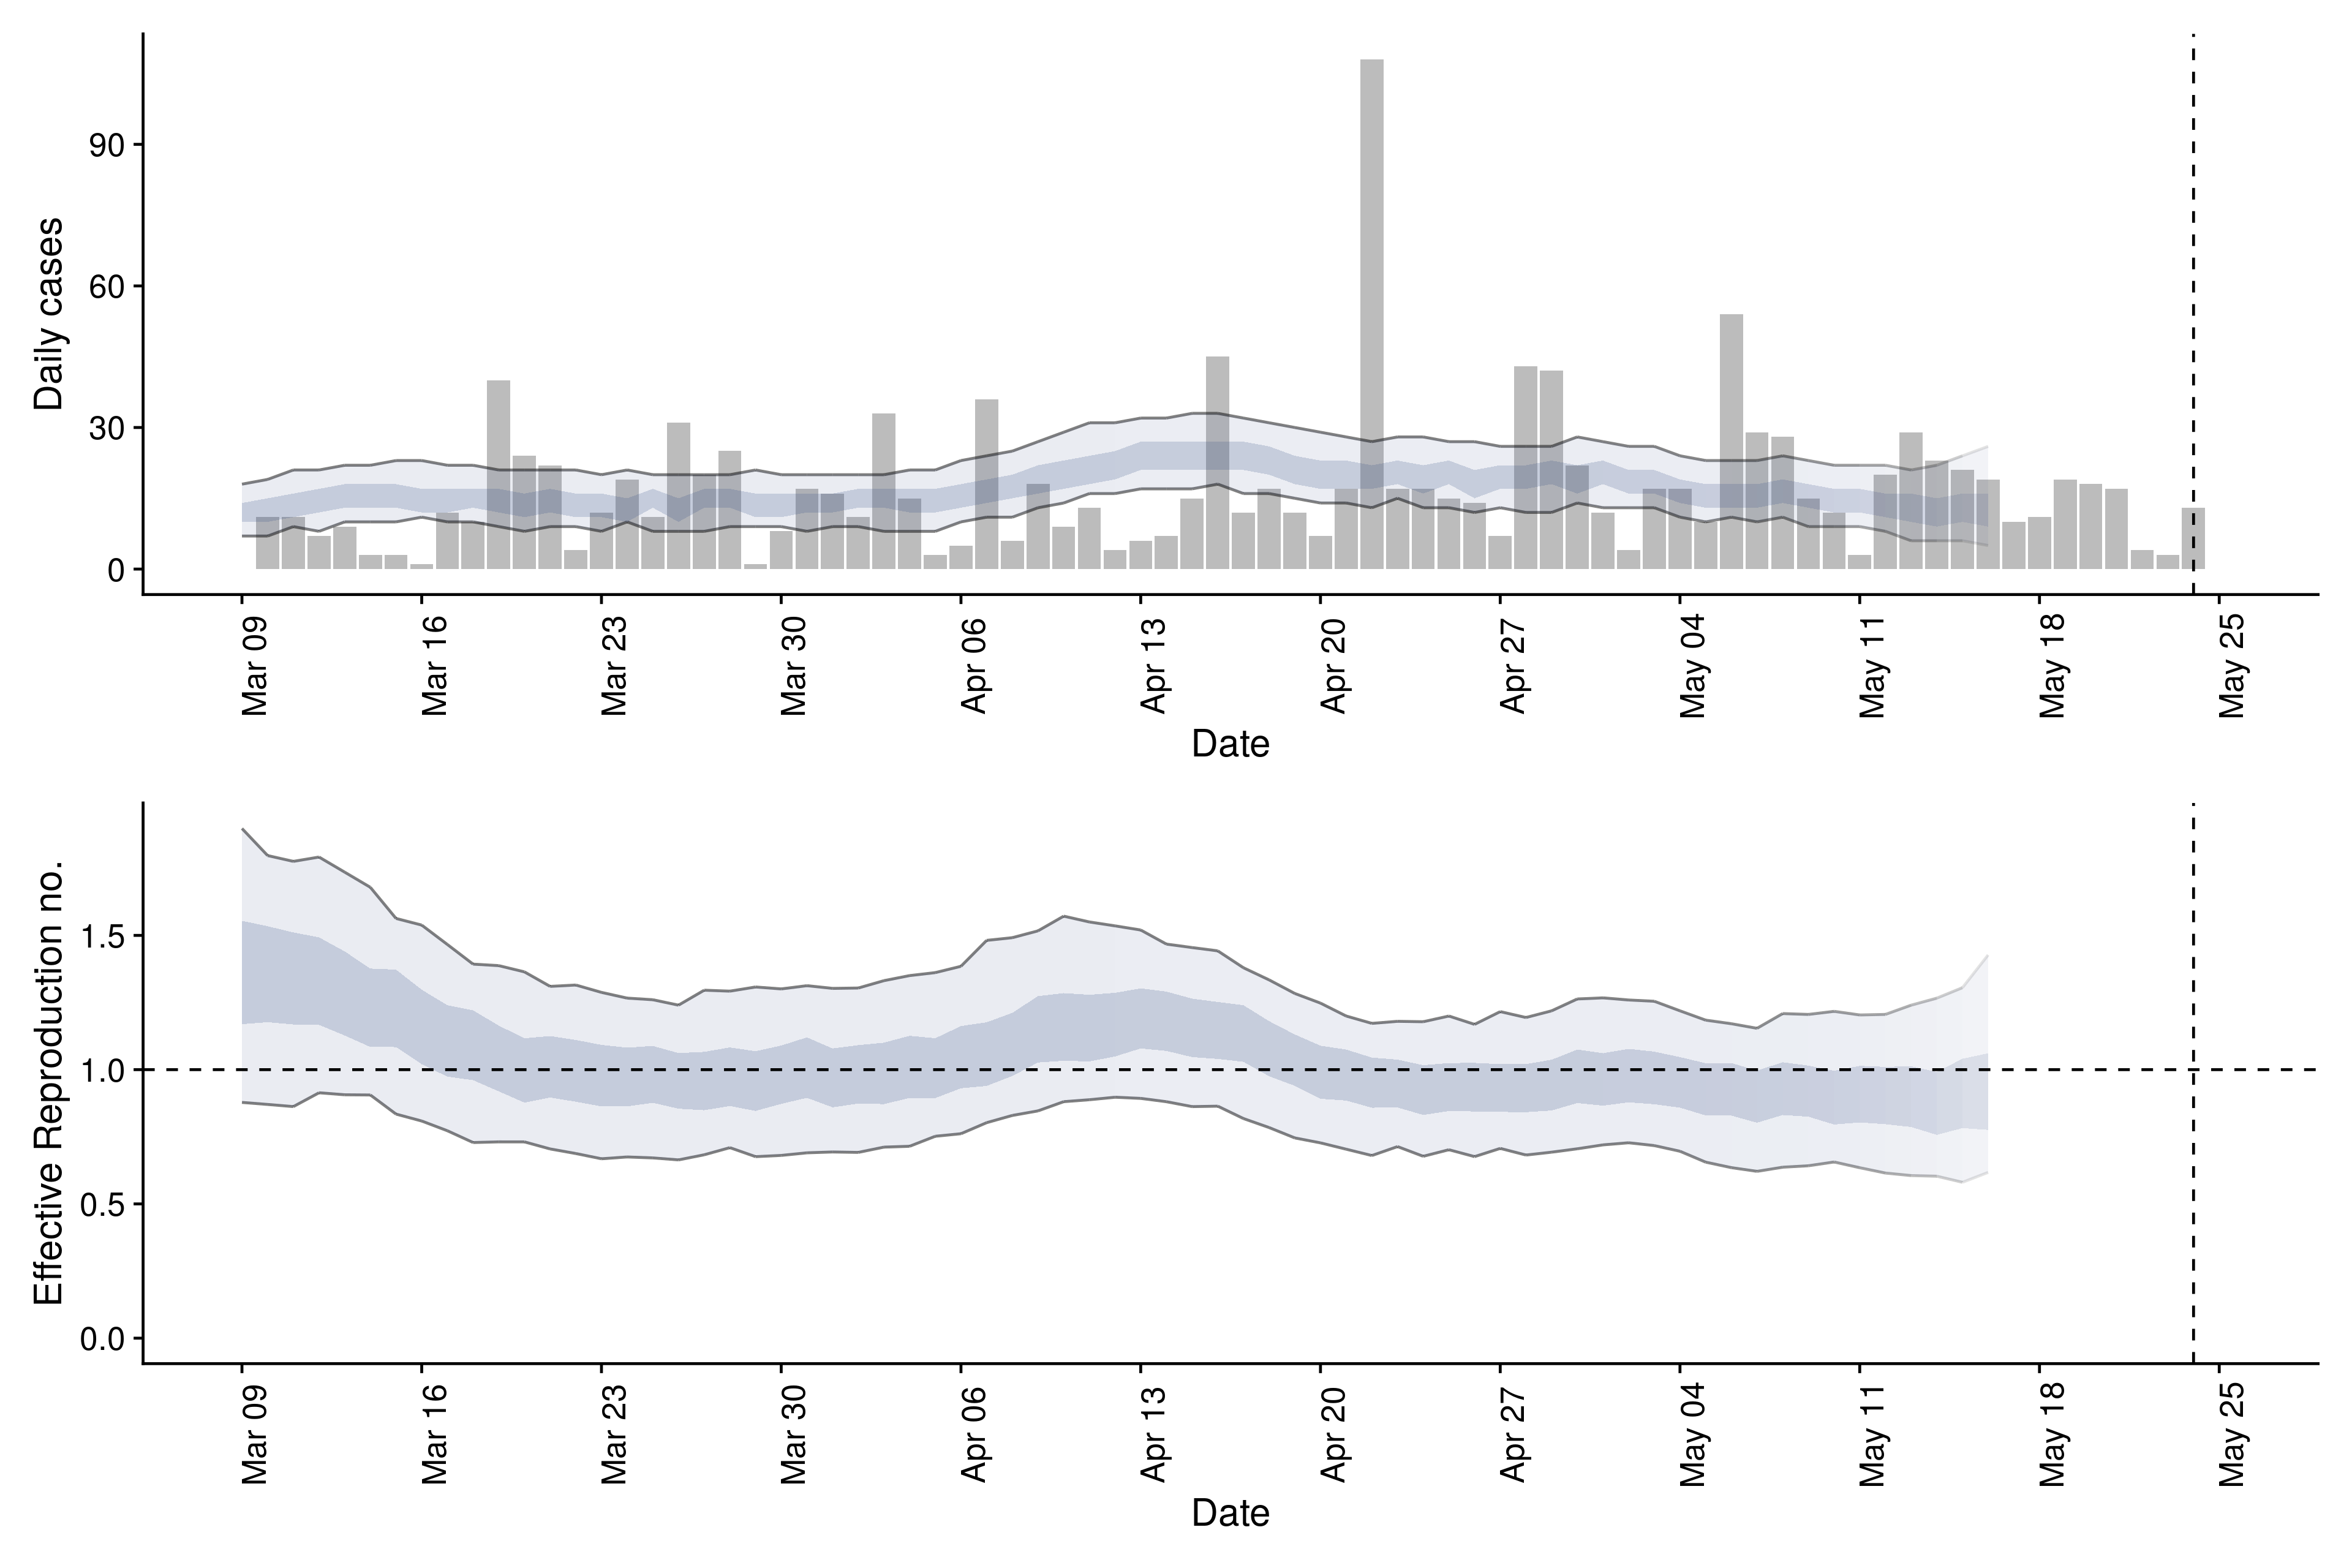 Daily cases
90
60
30
0
Mar 09
Mar 16
Mar 23
Mar 30
Apr 06
Apr 13
Apr 20
Apr 27
May 04
May 11
May 18
May 25
Date
Effective Reproduction no.
1.5
1.0
0.5
0.0
Mar 09
Mar 16
Mar 23
Mar 30
Apr 06
Apr 13
Apr 20
Apr 27
May 04
May 11
May 18
May 25
Date